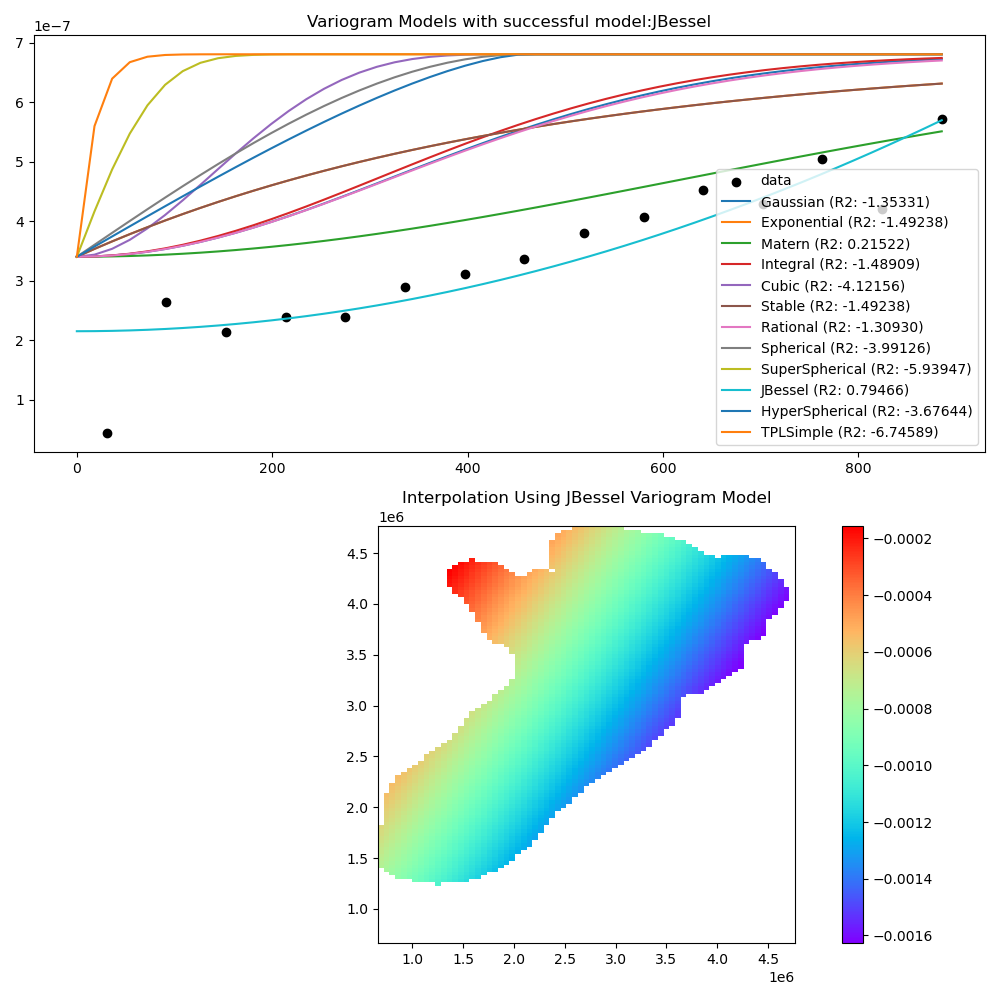 Variogram Models with successful model:JBessel
1e−7
7
6
5
4
3
2
1
0
200
400
600
800
data
Gaussian (R2: -1.35331)
Exponential (R2: -1.49238)
Matern (R2: 0.21522)
Integral (R2: -1.48909)
Cubic (R2: -4.12156)
Stable (R2: -1.49238)
Rational (R2: -1.30930)
Spherical (R2: -3.99126)
SuperSpherical (R2: -5.93947)
JBessel (R2: 0.79466)
HyperSpherical (R2: -3.67644)
TPLSimple (R2: -6.74589)
Interpolation Using JBessel Variogram Model
1e6
4.5
4.0
3.5
3.0
2.5
2.0
1.5
1.0
1.0
1.5
2.0
2.5
3.0
3.5
4.0
4.5
1e6
−0.0002
−0.0004
−0.0006
−0.0008
−0.0010
−0.0012
−0.0014
−0.0016